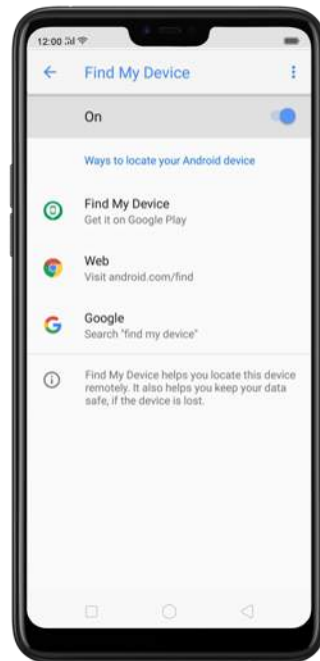 12:00
Find My Device
On
Ways to locate your Android device
Find My Device
Get it on Google Play
Web
Visit android.com/find
Google
Search "find my device"
Find My Device helps you locate this device
remotely. It also helps you keep your data
safe, if the device is lost.